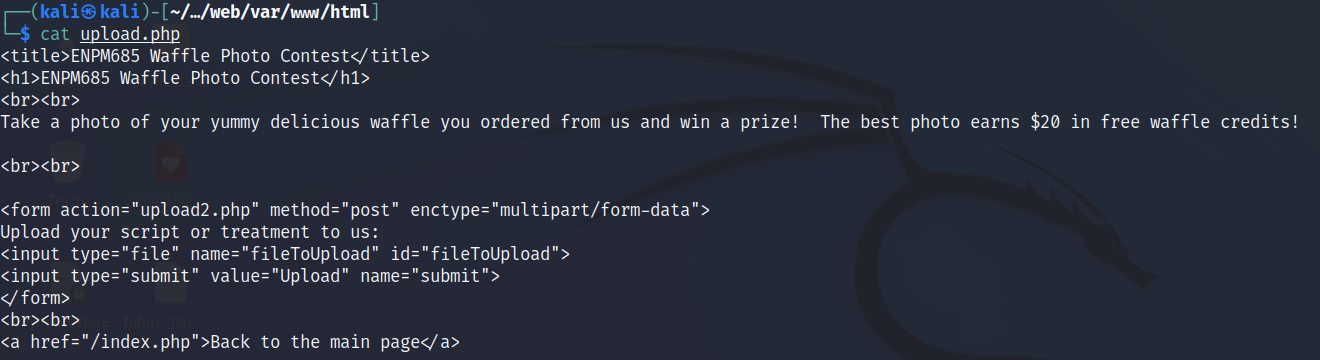 ┌──(kali㉿kali)-[~/…/web/var/www/html]
└─$ cat upload.php
<title>ENPM685 Waffle Photo Contest</title>
<h1>ENPM685 Waffle Photo Contest</h1>
<br><br>
Take a photo of your yummy delicious waffle you ordered from us and win a prize!  The best photo earns $20 in free waffle credits!
<br><br>
<form action="upload2.php" method="post" enctype="multipart/form-data">
Upload your script or treatment to us:
<input type="file" name="fileToUpload" id="fileToUpload">
<input type="submit" value="Upload" name="submit">
</form>
<br><br>
<a href="/index.php">Back to the main page</a>